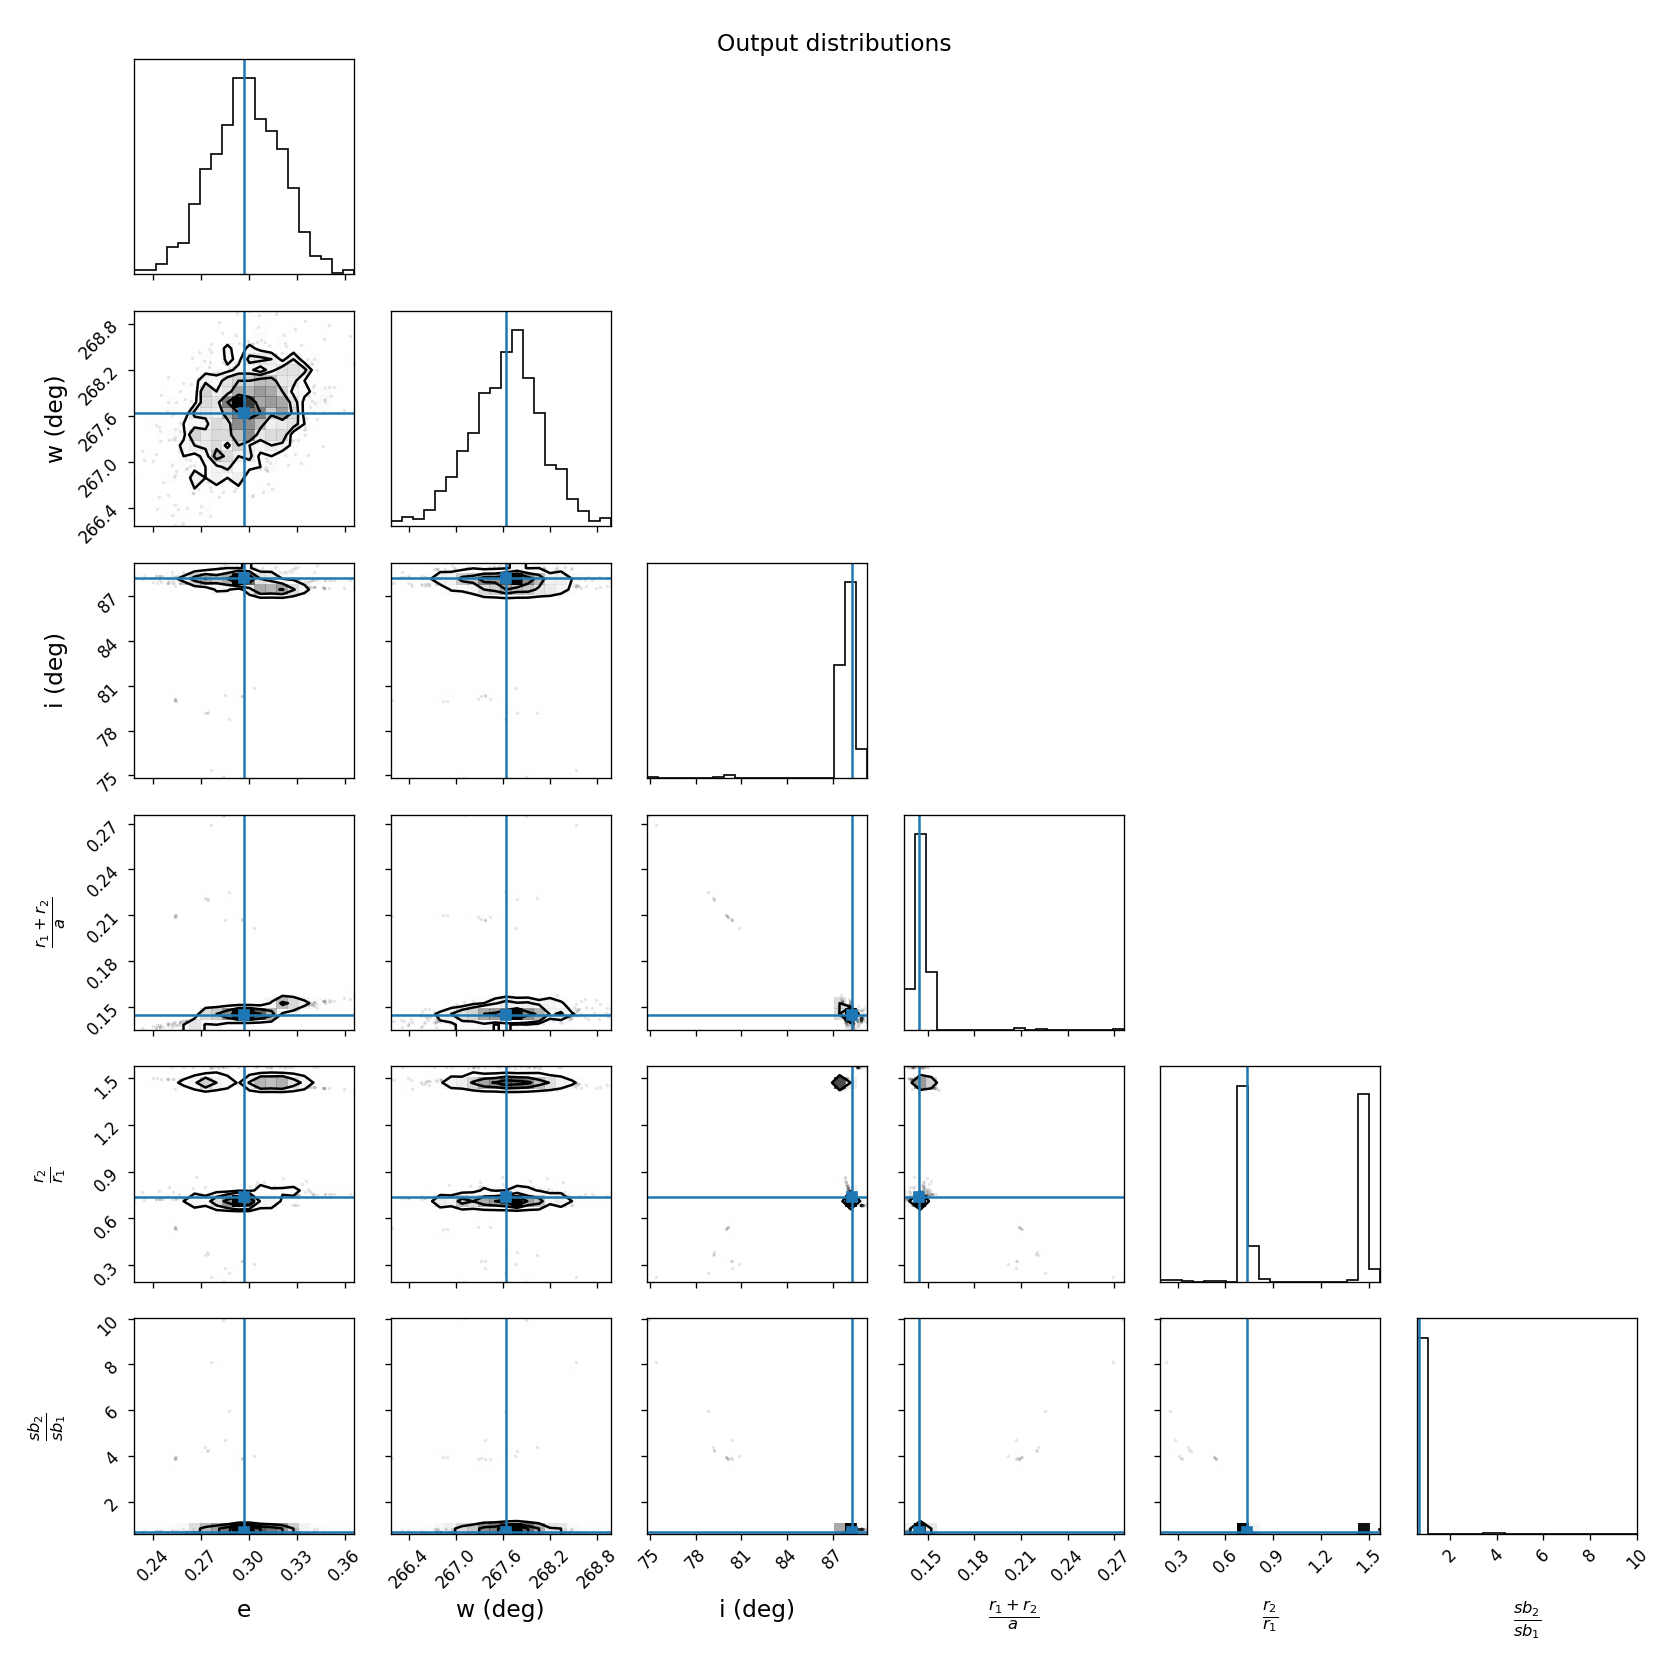 Output distributions
268.8
268.2
w (deg)
267.6
267.0
266.4
87
84
i (deg)
81
78
75
0.27
0.24
r₁ + r₂
a
0.21
0.18
0.15
1.5
1.2
r₂
r₁
0.9
0.6
0.3
10
8
6
sb₂
sb₁
4
2
0.24 0.27 0.30 0.33 0.36 266.4 267.0 267.6 268.2 268.8 75 78 81 84 87 0.15 0.18 0.21 0.24 0.27 0.3 0.6 0.9 1.2 1.5 2 4 6 8 10
e w (deg) i (deg)
r₁ + r₂
a
r₂
r₁
sb₂
sb₁